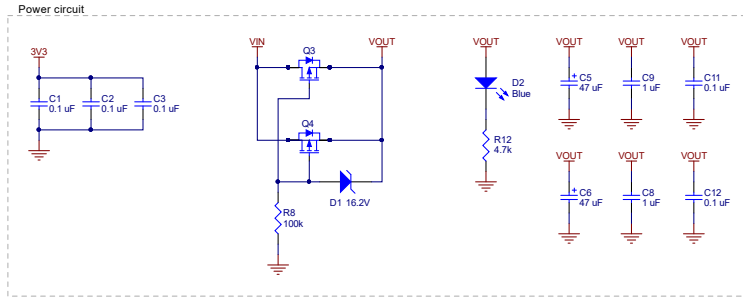 Power circuit
3V3
C1
0.1 uF
C2
0.1 uF
C3
0.1 uF
VIN
Q3
VOUT
Q4
D1 16.2V
R8
100k
VOUT
D2
Blue
R12
4.7k
VOUT
+
C5
47 uF
VOUT
C9
1 uF
VOUT
C11
0.1 uF
VOUT
+
C6
47 uF
VOUT
C8
1 uF
VOUT
C12
0.1 uF